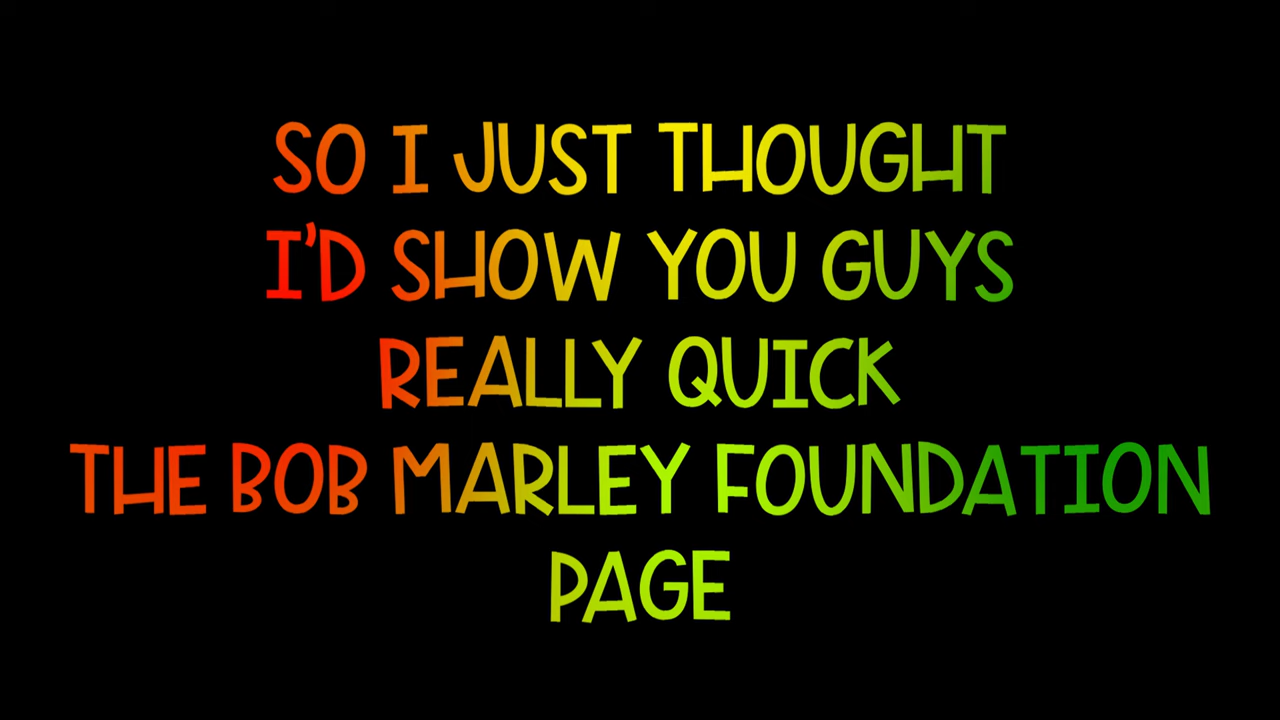 SO I JUST THOUGHT
I'D SHOW YOU GUYS
REALLY QUICK
THE BOB MARLEY FOUNDATION
PAGE